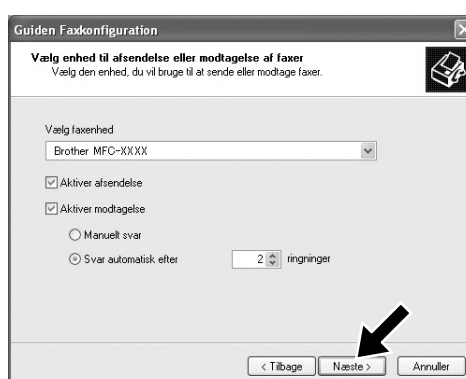 Guiden Faxkonfiguration
Vælg enhed til afsendelse eller modtagelse af faxer
Vælg den enhed, du vil bruge til at sende eller modtage faxer.
Vælg faxenhed
Brother MFC-XXXX
Aktiver afsendelse
Aktiver modtagelse
Manuelt svar
Svar automatisk efter 2 ringninger
< Tilbage Næste > Annuller